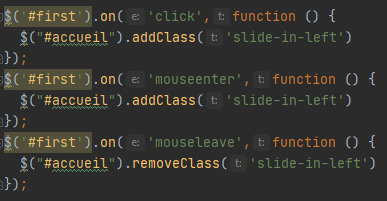 $('#first').on( e: 'click', t: function () {
$("#accueil").addClass( t: 'slide-in-left')
});
$('#first').on( e: 'mouseenter', t: function () {
$("#accueil").addClass( t: 'slide-in-left')
});
$('#first').on( e: 'mouseleave', t: function () {
$("#accueil").removeClass( t: 'slide-in-left')
});